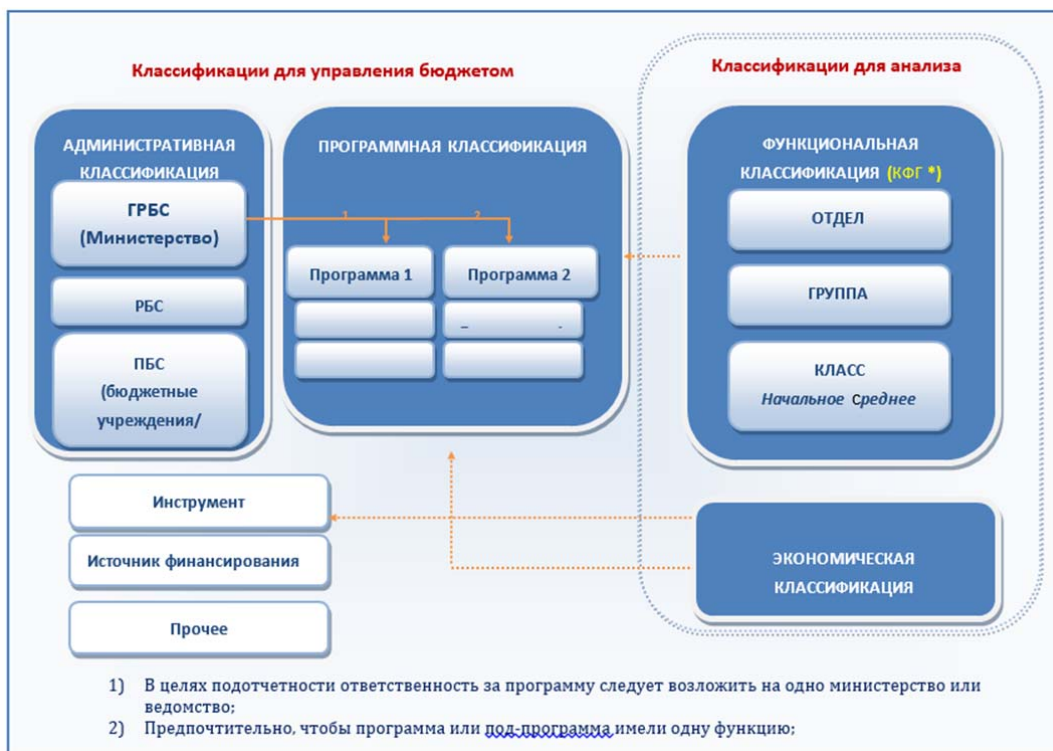 Классификации для управления бюджетом
Классификации для анализа
АДМИНИСТРАТИВНАЯ
КЛАССИФИКАЦИЯ
ГРБС
(Министерство)
РБС
ПБС
(бюджетные
учреждения/
ПРОГРАММНАЯ КЛАССИФИКАЦИЯ
1
2
Программа 1
Программа 2
ФУНКЦИОНАЛЬНАЯ
КЛАССИФИКАЦИЯ (КФГ *)
ОТДЕЛ
ГРУППА
КЛАСС
Начальное среднее
Инструмент
Источник финансирования
Прочее
ЭКОНОМИЧЕСКАЯ
КЛАССИФИКАЦИЯ
1) В целях подотчетности ответственность за программу следует возложить на одно министерство или
ведомство;
2) Предпочтительно, чтобы программа или под-программа имели одну функцию;